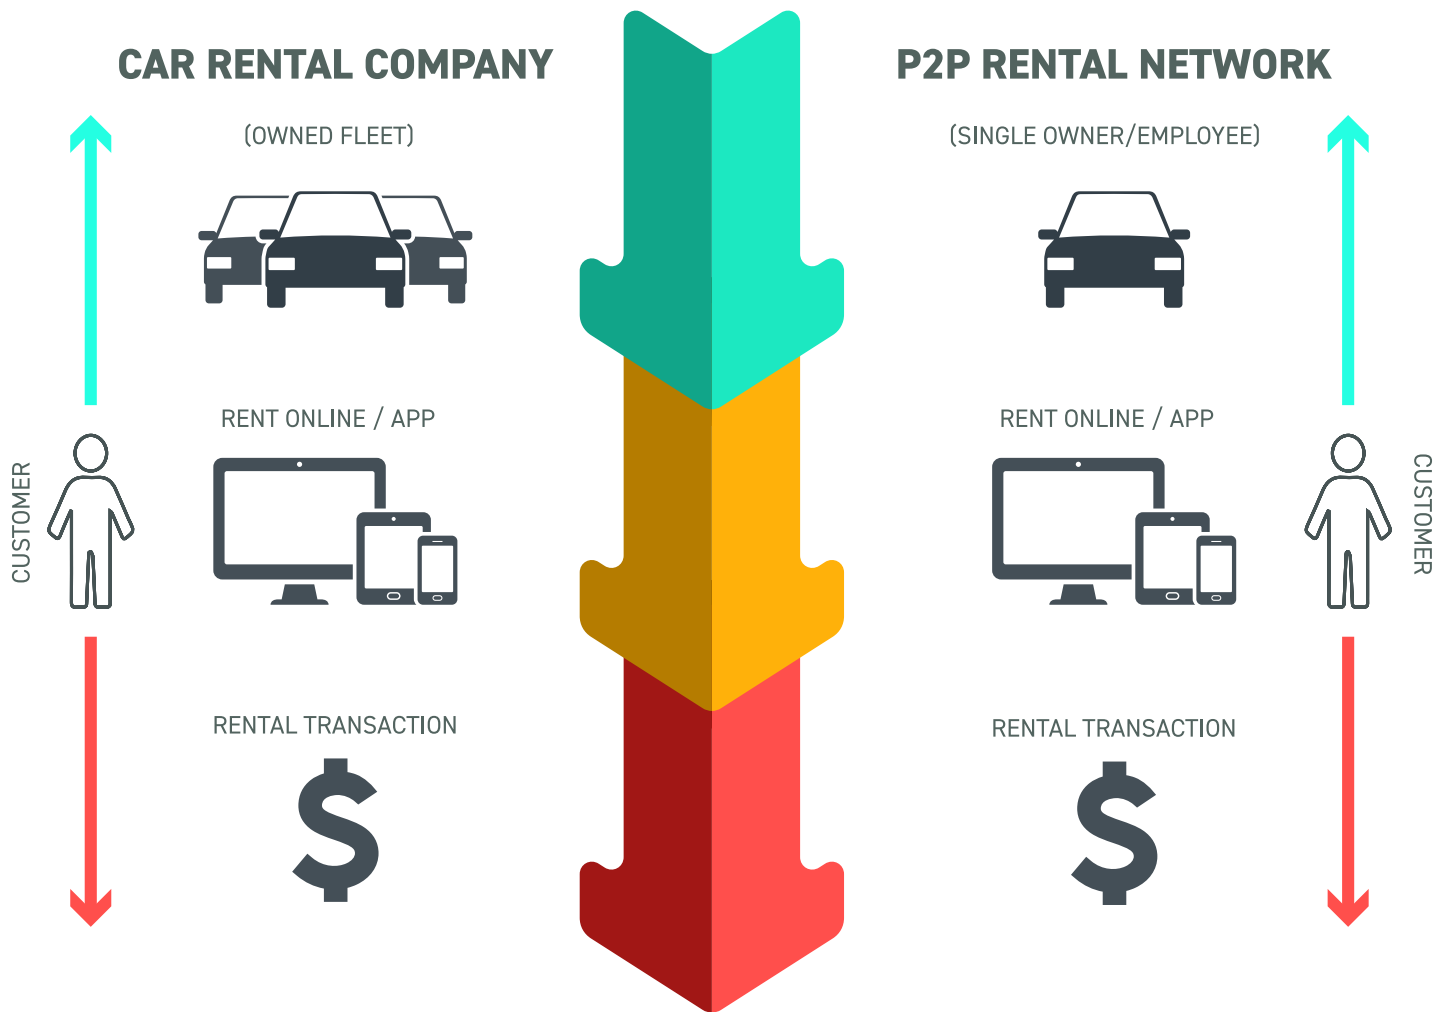 CAR RENTAL COMPANY
(OWNED FLEET)
RENT ONLINE / APP
CUSTOMER
RENTAL TRANSACTION
P2P RENTAL NETWORK
(SINGLE OWNER/EMPLOYEE)
RENT ONLINE / APP
CUSTOMER
RENTAL TRANSACTION